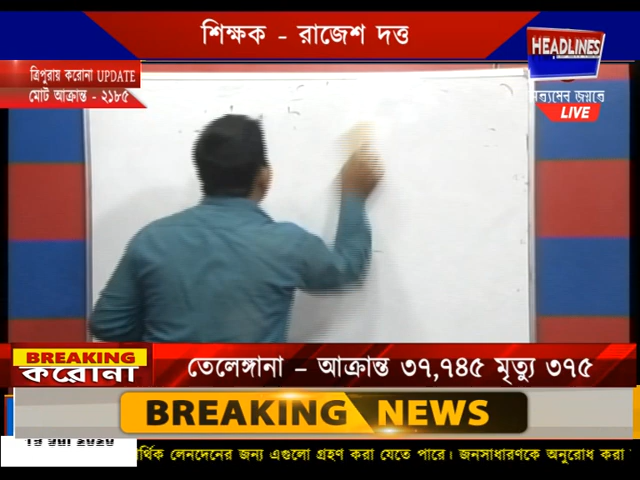 শিক্ষক - রাজেশ দত্ত
HEADLINES
ত্রিপুরায় করোনা UPDATE
মোট আক্রান্ত - ২১৮৫
জয়তে
LIVE
BREAKING
করোনা
তেলেঙ্গানা - আক্রান্ত ৩৭,৭৪৫ মৃত্যু ৩৭৫
BREAKING NEWS
লেনদেনের জন্য এগুলো গ্রহণ করা যেতে পারে। জনসাধারণকে অনুরোধ করা